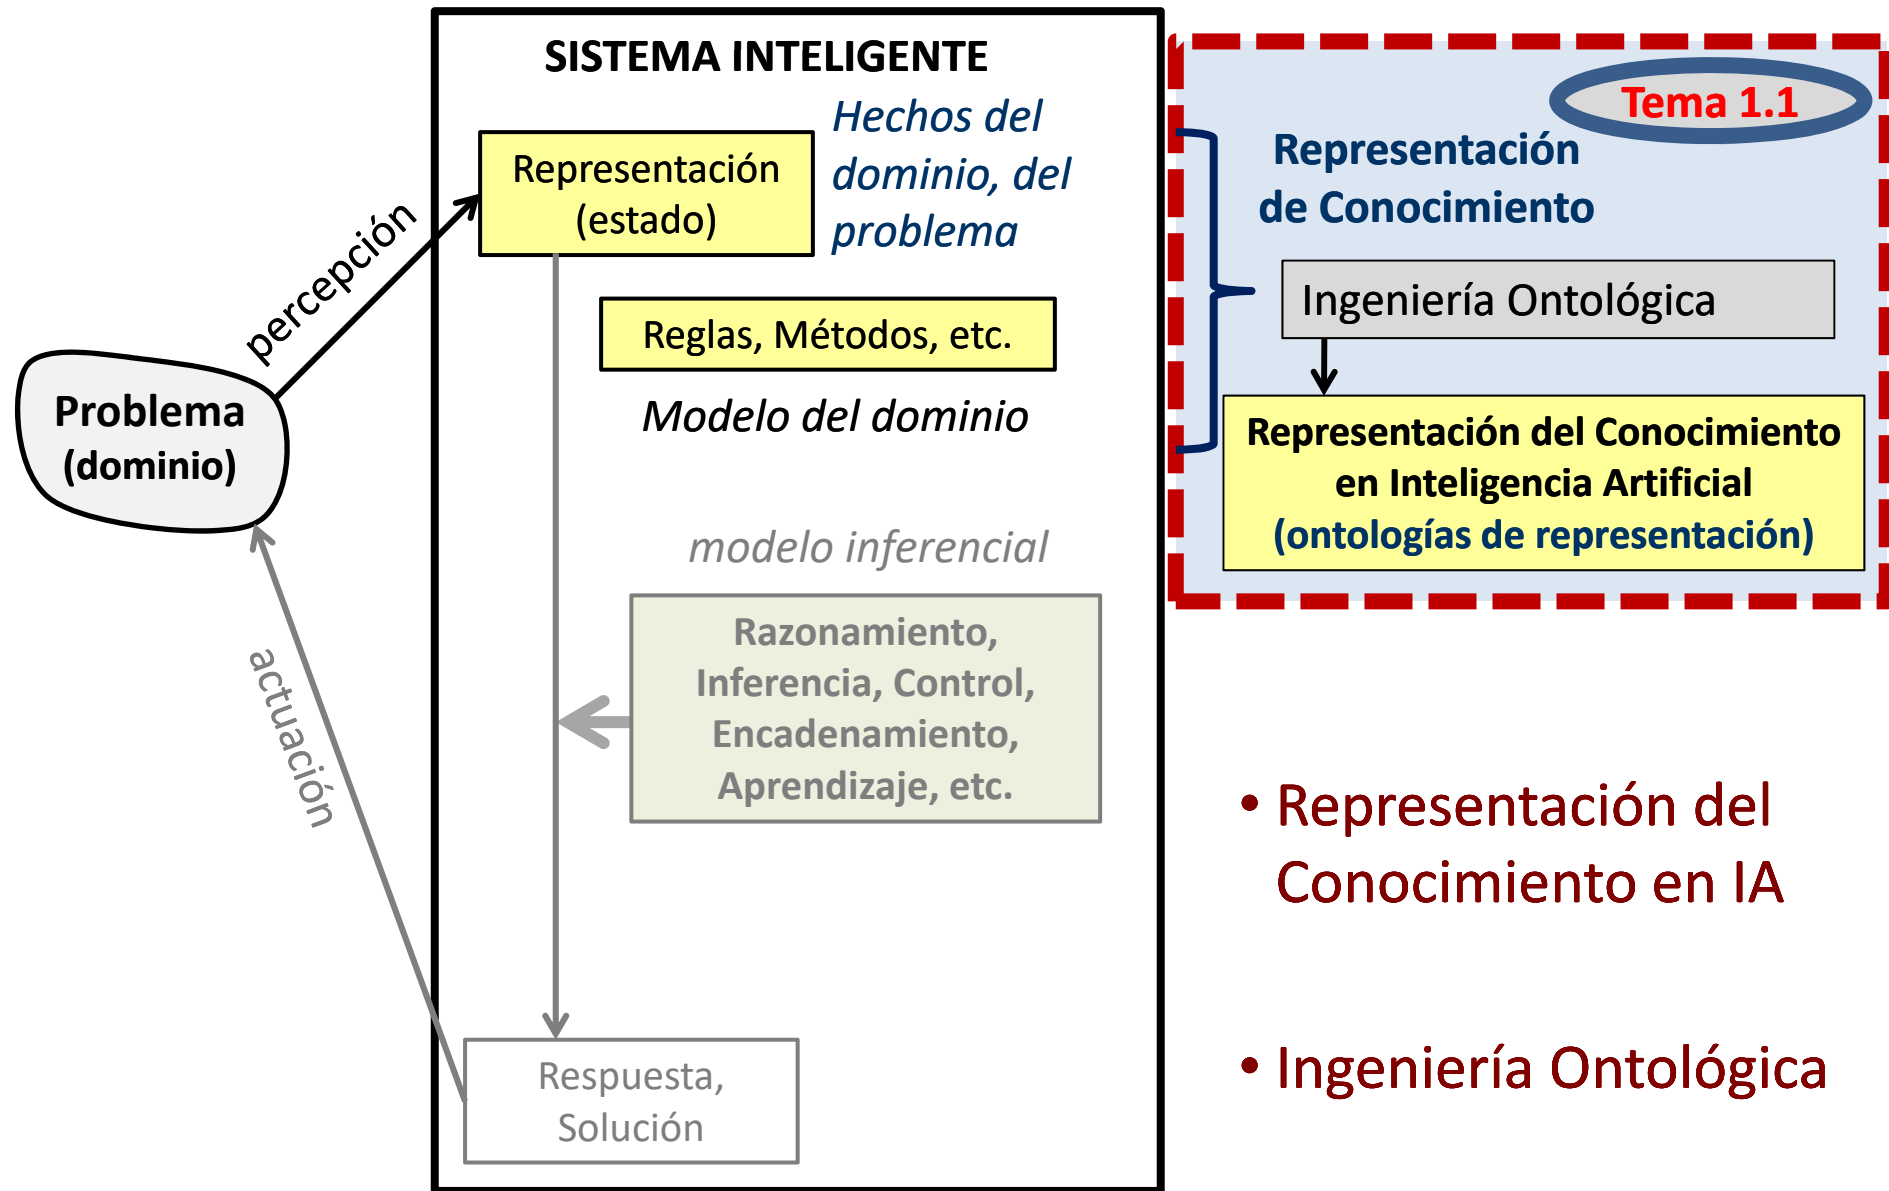 SISTEMA INTELIGENTE
Representación
(estado)
Hechos del
dominio, del
problema
percepción
Reglas, Métodos, etc.
Modelo del dominio
Problema
(dominio)
modelo inferencial
Razonamiento,
Inferencia, Control,
Encadenamiento,
Aprendizaje, etc.
actuación
Respuesta,
Solución
Tema 1.1
Representación
de Conocimiento
Ingeniería Ontológica
Representación del Conocimiento
en Inteligencia Artificial
(ontologías de representación)
• Representación del
Conocimiento en IA
• Ingeniería Ontológica